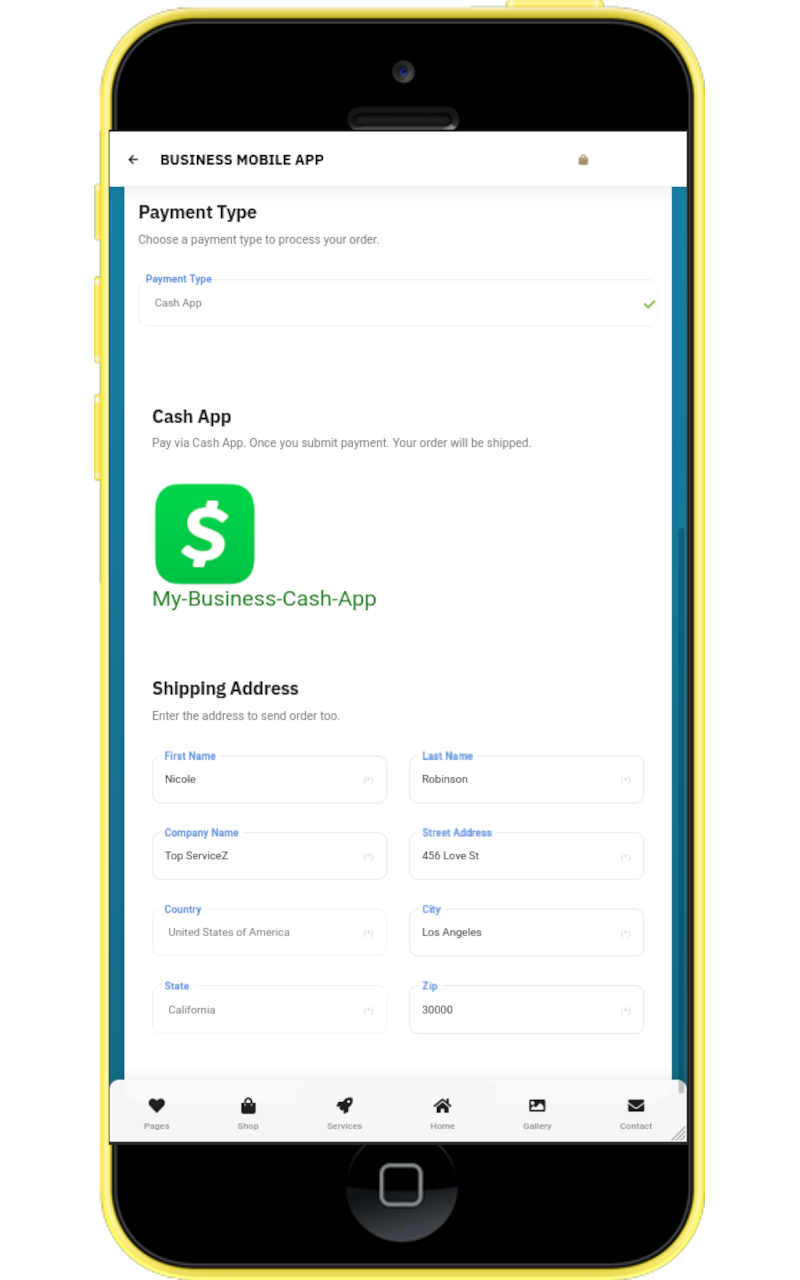 BUSINESS MOBILE APP
Payment Type
Choose a payment type to process your order.
Payment Type
Cash App
Cash App
Pay via Cash App. Once you submit payment. Your order will be shipped.
$
My-Business-Cash-App
Shipping Address
Enter the address to send order too.
First Name Last Name
Nicole (*) Robinson (*)
Company Name Street Address
Top ServiceZ (*) 456 Love St (*)
Country City
United States of America (*) Los Angeles (*)
State Zip
California (*) 30000 (*)
Pages Shop Services Home Gallery Contact